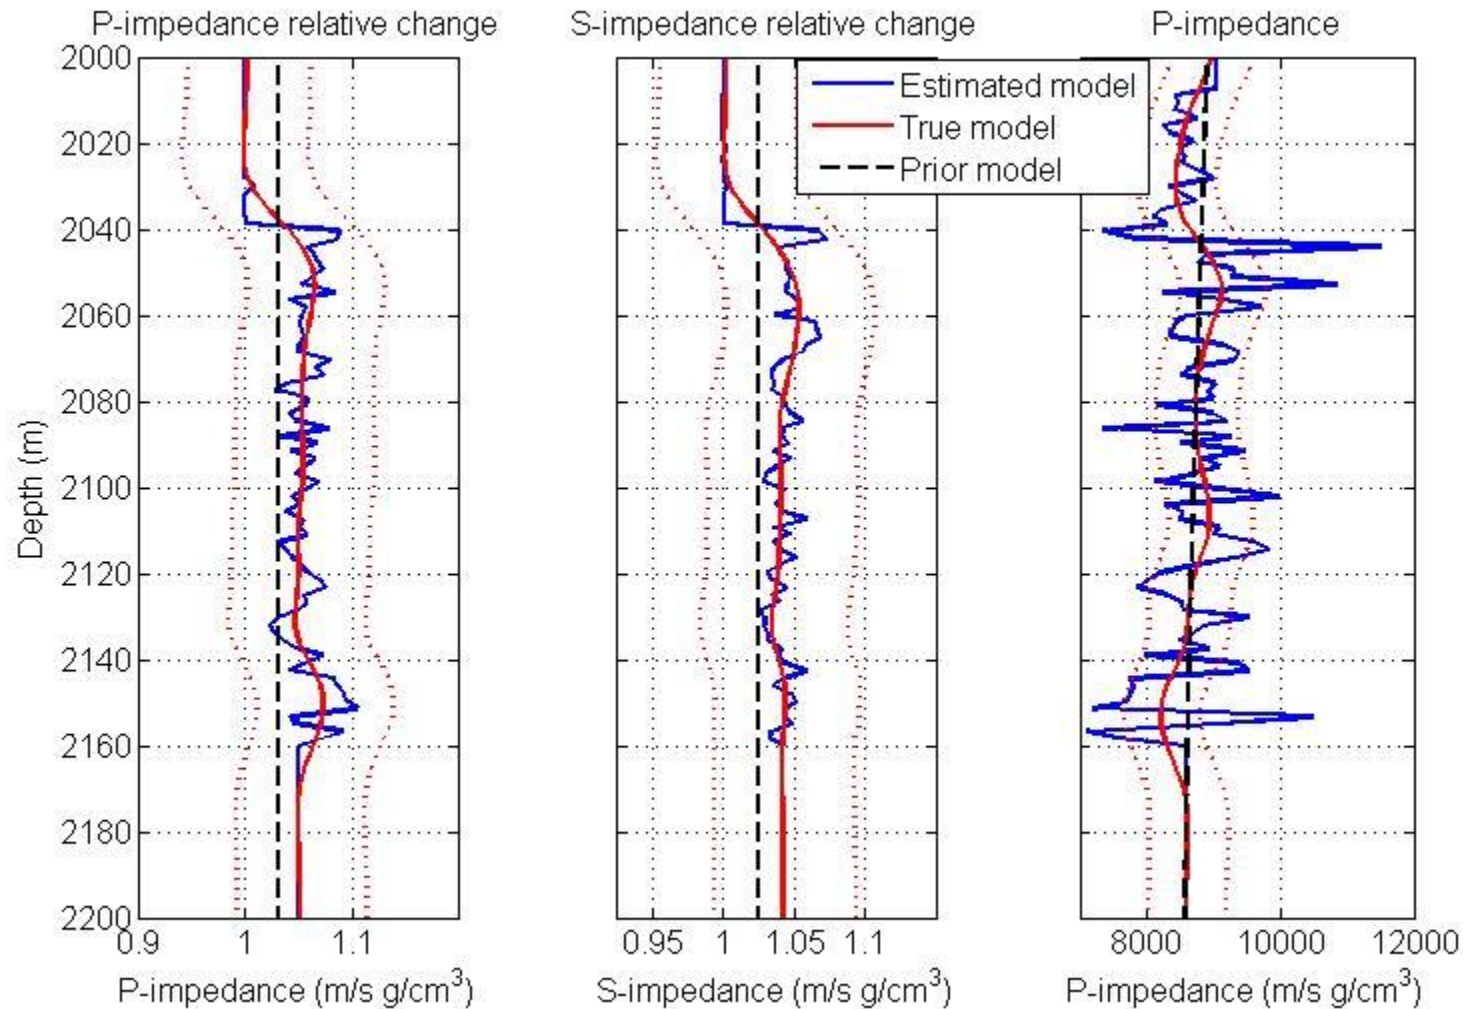 P-impedance relative change
S-impedance relative change
P-impedance
Estimated model
True model
Prior model
Depth (m)
2000
2020
2040
2060
2080
2100
2120
2140
2160
2180
2200
0.9 1 1.1
0.95 1 1.05 1.1
8000 10000 12000
P-impedance (m/s g/cm³)
S-impedance (m/s g/cm³)
P-impedance (m/s g/cm³)